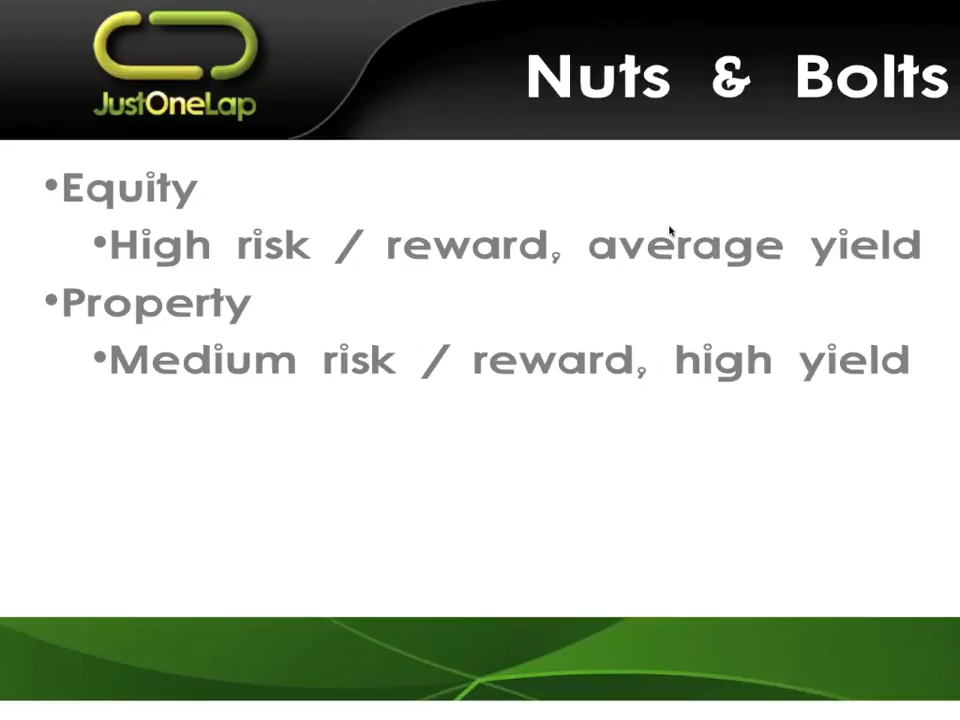 JustOneLap
Nuts & Bolts
•Equity
•High risk / reward, average yield
•Property
•Medium risk / reward, high yield